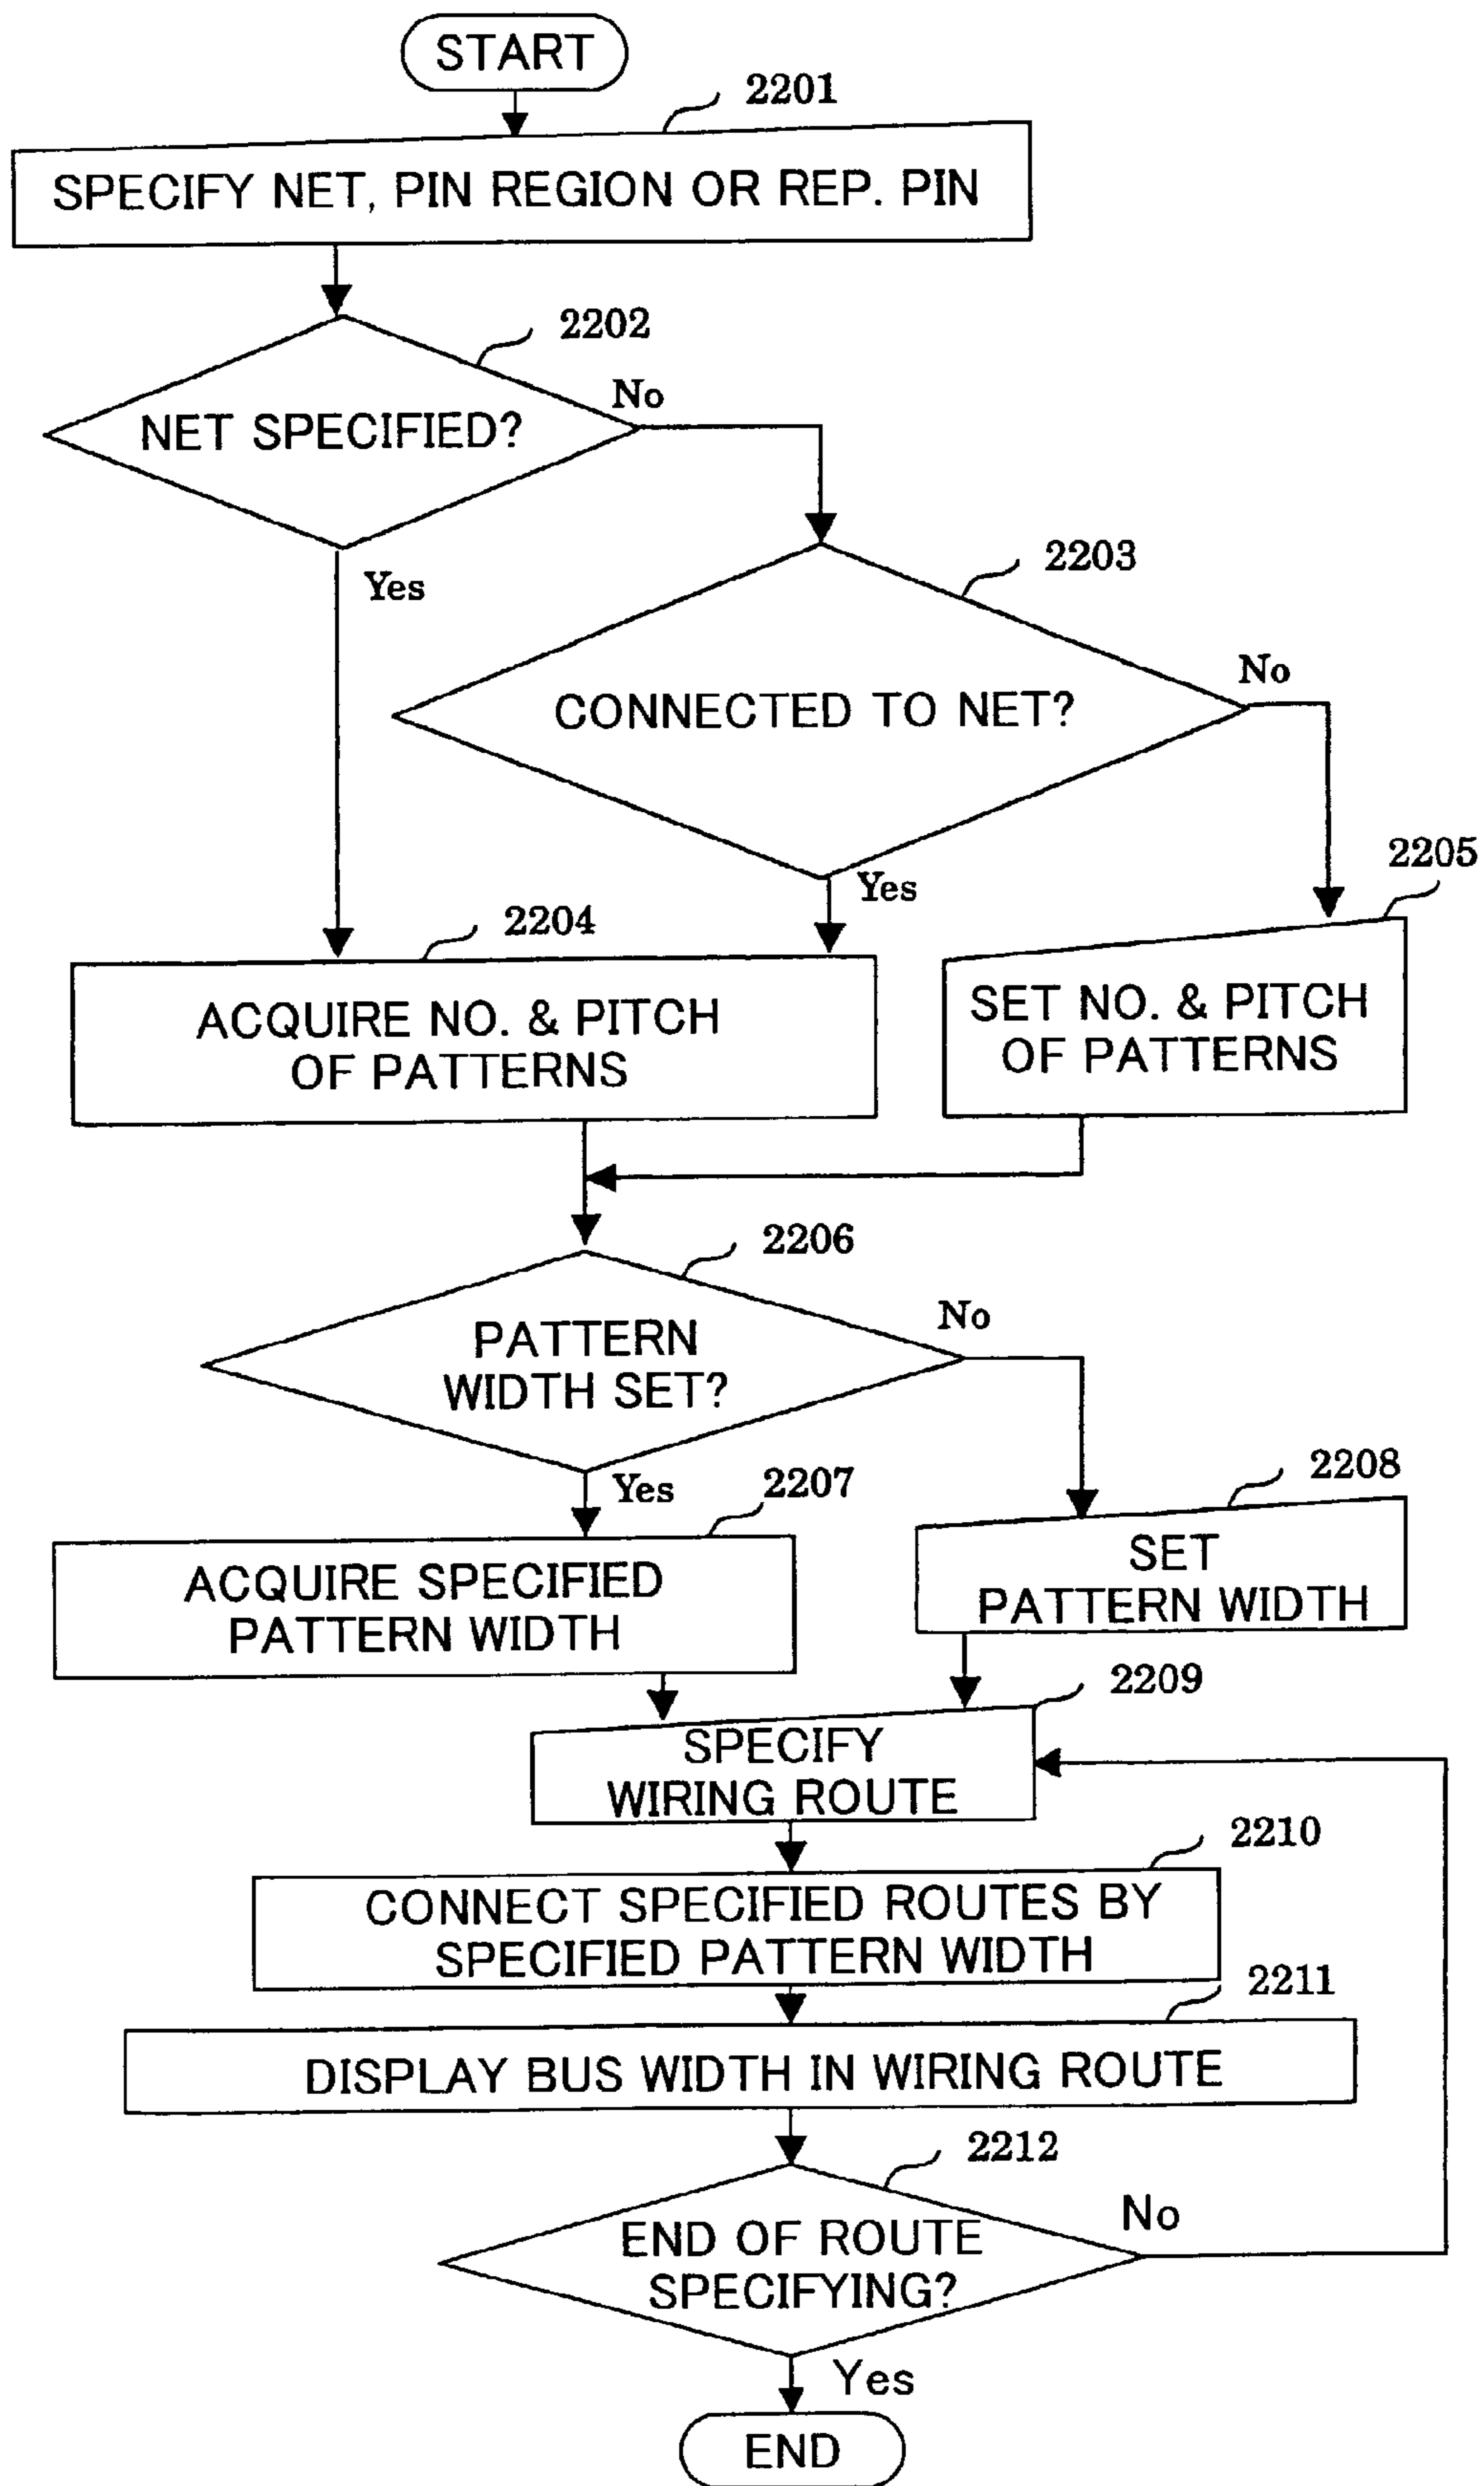 START
2201
SPECIFY NET, PIN REGION OR REP. PIN
2202
NET SPECIFIED?
No
Yes
2203
CONNECTED TO NET?
No
Yes
2204
ACQUIRE NO. & PITCH
OF PATTERNS
2205
SET NO. & PITCH
OF PATTERNS
2206
PATTERN
WIDTH SET?
No
Yes
2207
ACQUIRE SPECIFIED
PATTERN WIDTH
2208
SET
PATTERN WIDTH
2209
SPECIFY
WIRING ROUTE
2210
CONNECT SPECIFIED ROUTES BY
SPECIFIED PATTERN WIDTH
2211
DISPLAY BUS WIDTH IN WIRING ROUTE
2212
END OF ROUTE
SPECIFYING?
No
Yes
END